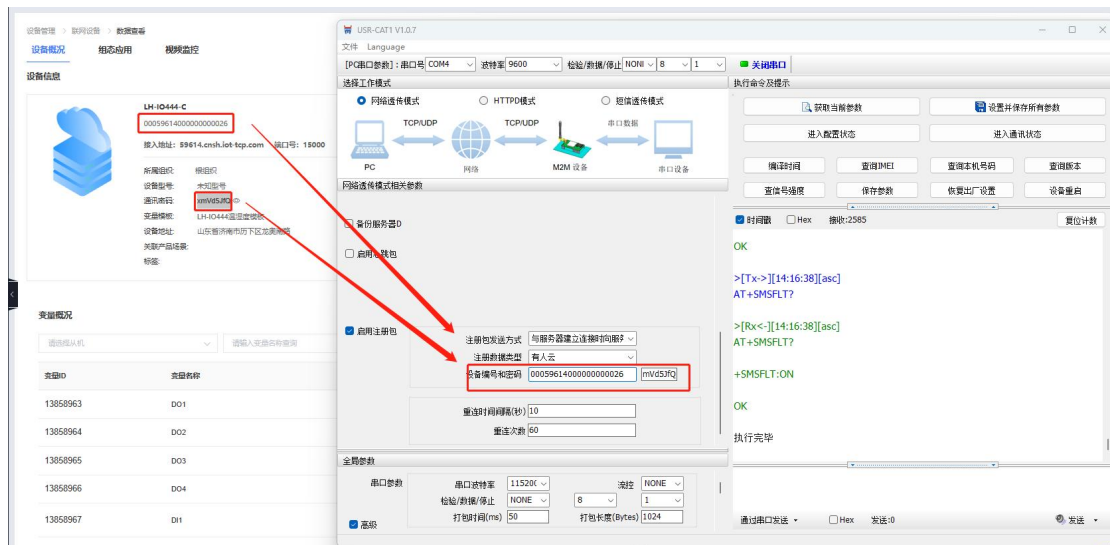 设备管理 > 联网设备 > 数据查看
设备概况 组态应用 视频监控
设备信息
LH-IO444-C
00059614000000000026
接入地址: 59614.cnsh.iot-tcp.com 端口号: 15000
所属组织: 根组织
设备型号: 未知型号
通讯密码: xmVd5JfQ
变量模板: LH-IO444温湿度模板
设备地址: 山东省济南市历下区龙奥南路
关联产品场景:
标签:
变量概况
请选择从机 请输入变量名称查询
变量ID 变量名称
13858963 DO1
13858964 DO2
13858965 DO3
13858966 DO4
13858967 DI1
USR-CAT1 V1.0.7
文件 Language
[PC串口参数]:串口号 COM4 波特率 9600 检验/数据/停止 NONI 8 1 关闭串口
选择工作模式
网络透传模式 HTTPD模式 短信透传模式
TCP/UDP TCP/UDP 串口数据
PC 网络 M2M 设备 串口设备
网络透传模式相关参数
备份服务器D
启用心跳包
启用注册包
注册包发送方式 与服务器建立连接时向服务
注册数据类型 有人云
设备编号和密码 00059614000000000026 mVd5JfQ
重连时间间隔(秒) 10
重连次数 60
全局参数
串口参数 串口波特率 11520( 流控 NONE
检验/数据/停止 NONE 8 1
高级 打包时间(ms) 50 打包长度(Bytes) 1024
执行命令及提示
获取当前参数 设置并保存所有参数
进入配置状态 进入通讯状态
编译时间 查询IMEI 查询本机号码 查询版本
查信号强度 保存参数 恢复出厂设置 设备重启
时间戳 Hex 接收:2585 复位计数
OK
>[Tx->][14:16:38][asc]
AT+SMSFLT?
>[Rx<-][14:16:38][asc]
AT+SMSFLT?
+SMSFLT:ON
OK
执行完毕
通过串口发送 Hex 发送:0 发送